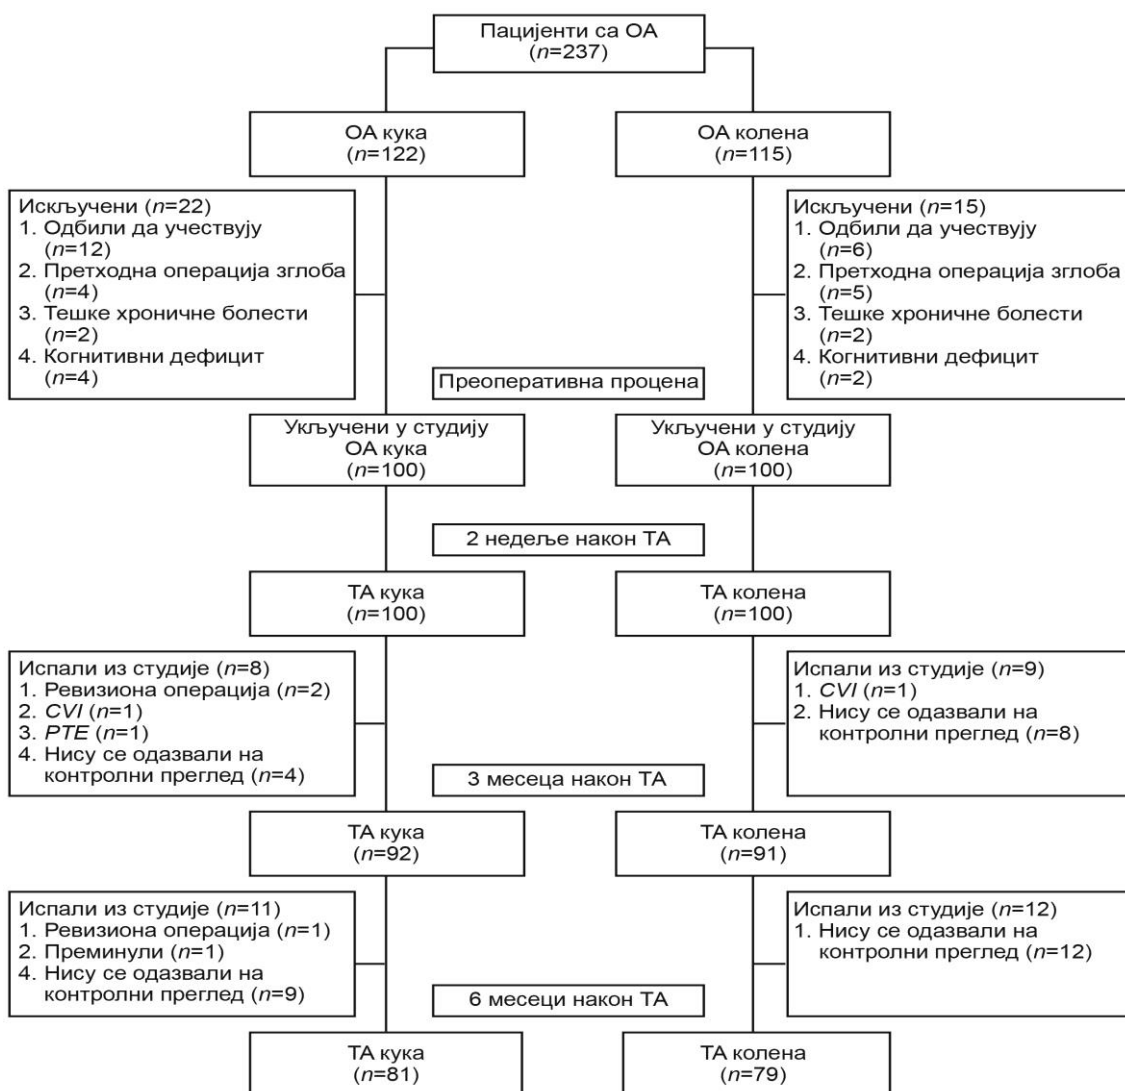 Пацијенти са ОА
(n=237)
ОА кука
(n=122)
ОА колена
(n=115)
Искључени (n=22)
1. Одбили да учествују
(n=12)
2. Претходна операција зглоба
(n=4)
3. Тешке хроничне болести
(n=2)
4. Когнитивни дефицит
(n=4)
Искључени (n=15)
1. Одбили да учествују
(n=6)
2. Претходна операција зглоба
(n=5)
3. Тешке хроничне болести
(n=2)
4. Когнитивни дефицит
(n=2)
Преоперативна процена
Укључени у студију
ОА кука
(n=100)
Укључени у студију
ОА колена
(n=100)
2 недеље након ТА
ТА кука
(n=100)
ТА колена
(n=100)
Испали из студије (n=8)
1. Ревизиона операција (n=2)
2. CVI (n=1)
3. PTE (n=1)
4. Нису се одазвали на
контролни преглед (n=4)
Испали из студије (n=9)
1. CVI (n=1)
2. Нису се одазвали на
контролни преглед (n=8)
3 месеца након ТА
ТА кука
(n=92)
ТА колена
(n=91)
Испали из студије (n=11)
1. Ревизиона операција (n=1)
2. Преминули (n=1)
4. Нису се одазвали на
контролни преглед (n=9)
Испали из студије (n=12)
1. Нису се одазвали на
контролни преглед
(n=12)
6 месеци након ТА
ТА кука
(n=81)
ТА колена
(n=79)